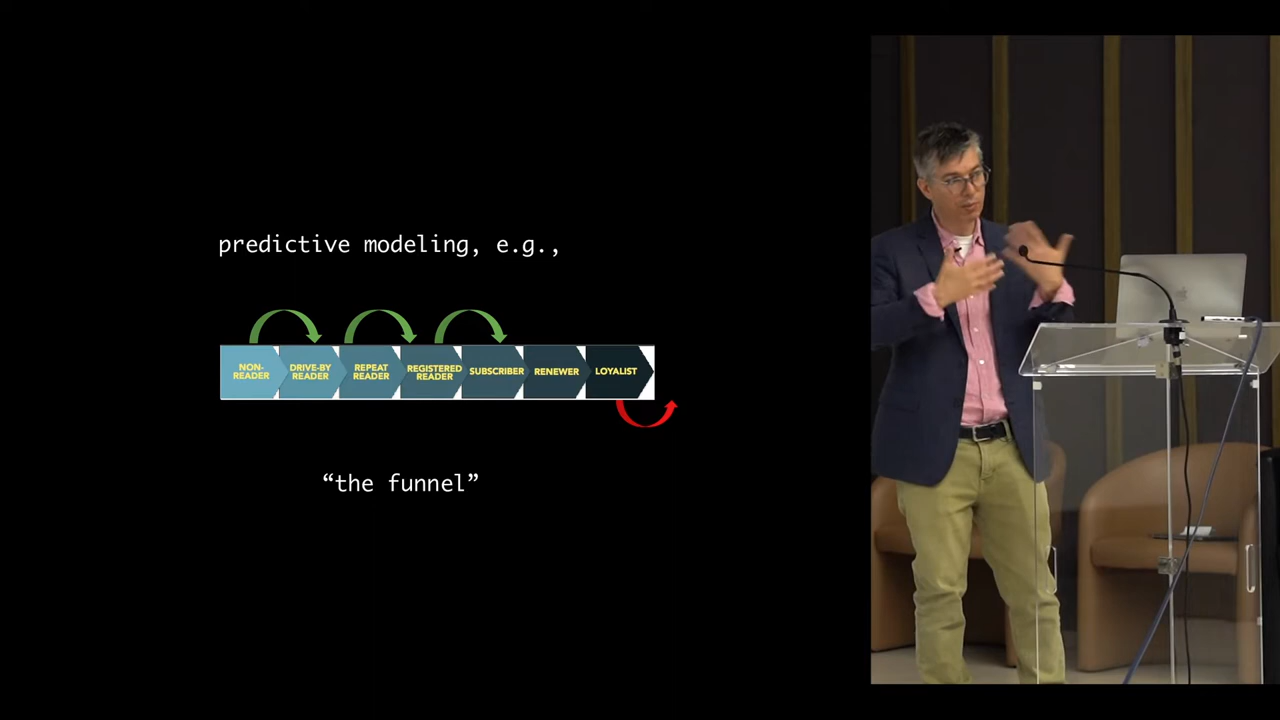 predictive modeling, e.g.,
NON-
READER
DRIVE-BY
READER
REPEAT
READER
REGISTERED
READER
SUBSCRIBER
RENEWER
LOYALIST
“the funnel”